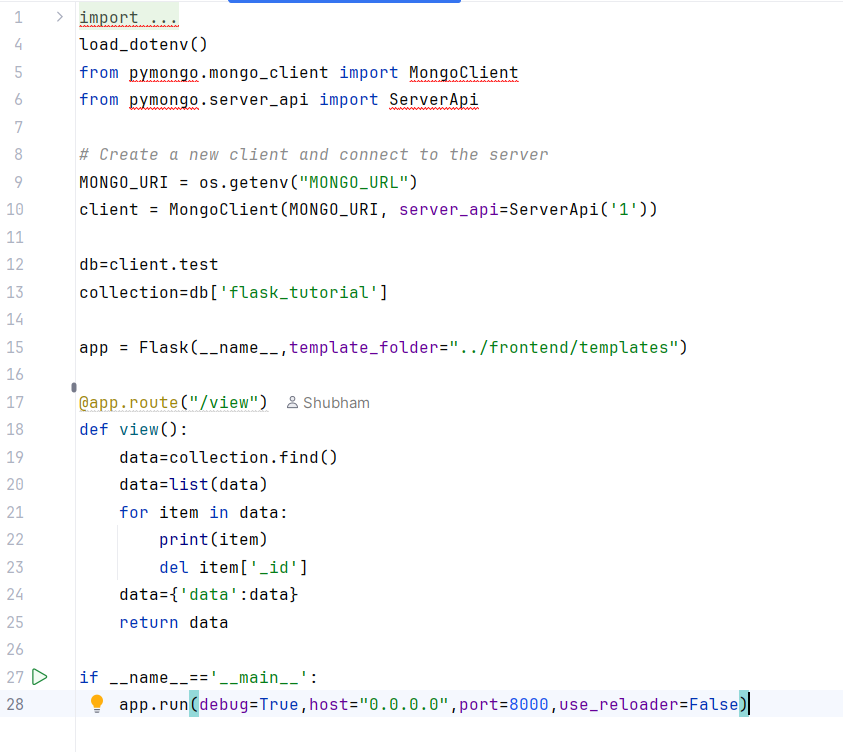 1 import ...
4 load_dotenv()
5 from pymongo.mongo_client import MongoClient
6 from pymongo.server_api import ServerApi
7
8 # Create a new client and connect to the server
9 MONGO_URI = os.getenv("MONGO_URL")
10 client = MongoClient(MONGO_URI, server_api=ServerApi('1'))
11
12 db=client.test
13 collection=db['flask_tutorial']
14
15 app = Flask(__name__,template_folder="../frontend/templates")
16
17 @app.route("/view") Shubham
18 def view():
19     data=collection.find()
20     data=list(data)
21     for item in data:
22         print(item)
23         del item['_id']
24     data={'data':data}
25     return data
26
27 if __name__=='__main__':
28     app.run(debug=True,host="0.0.0.0",port=8000,use_reloader=False)